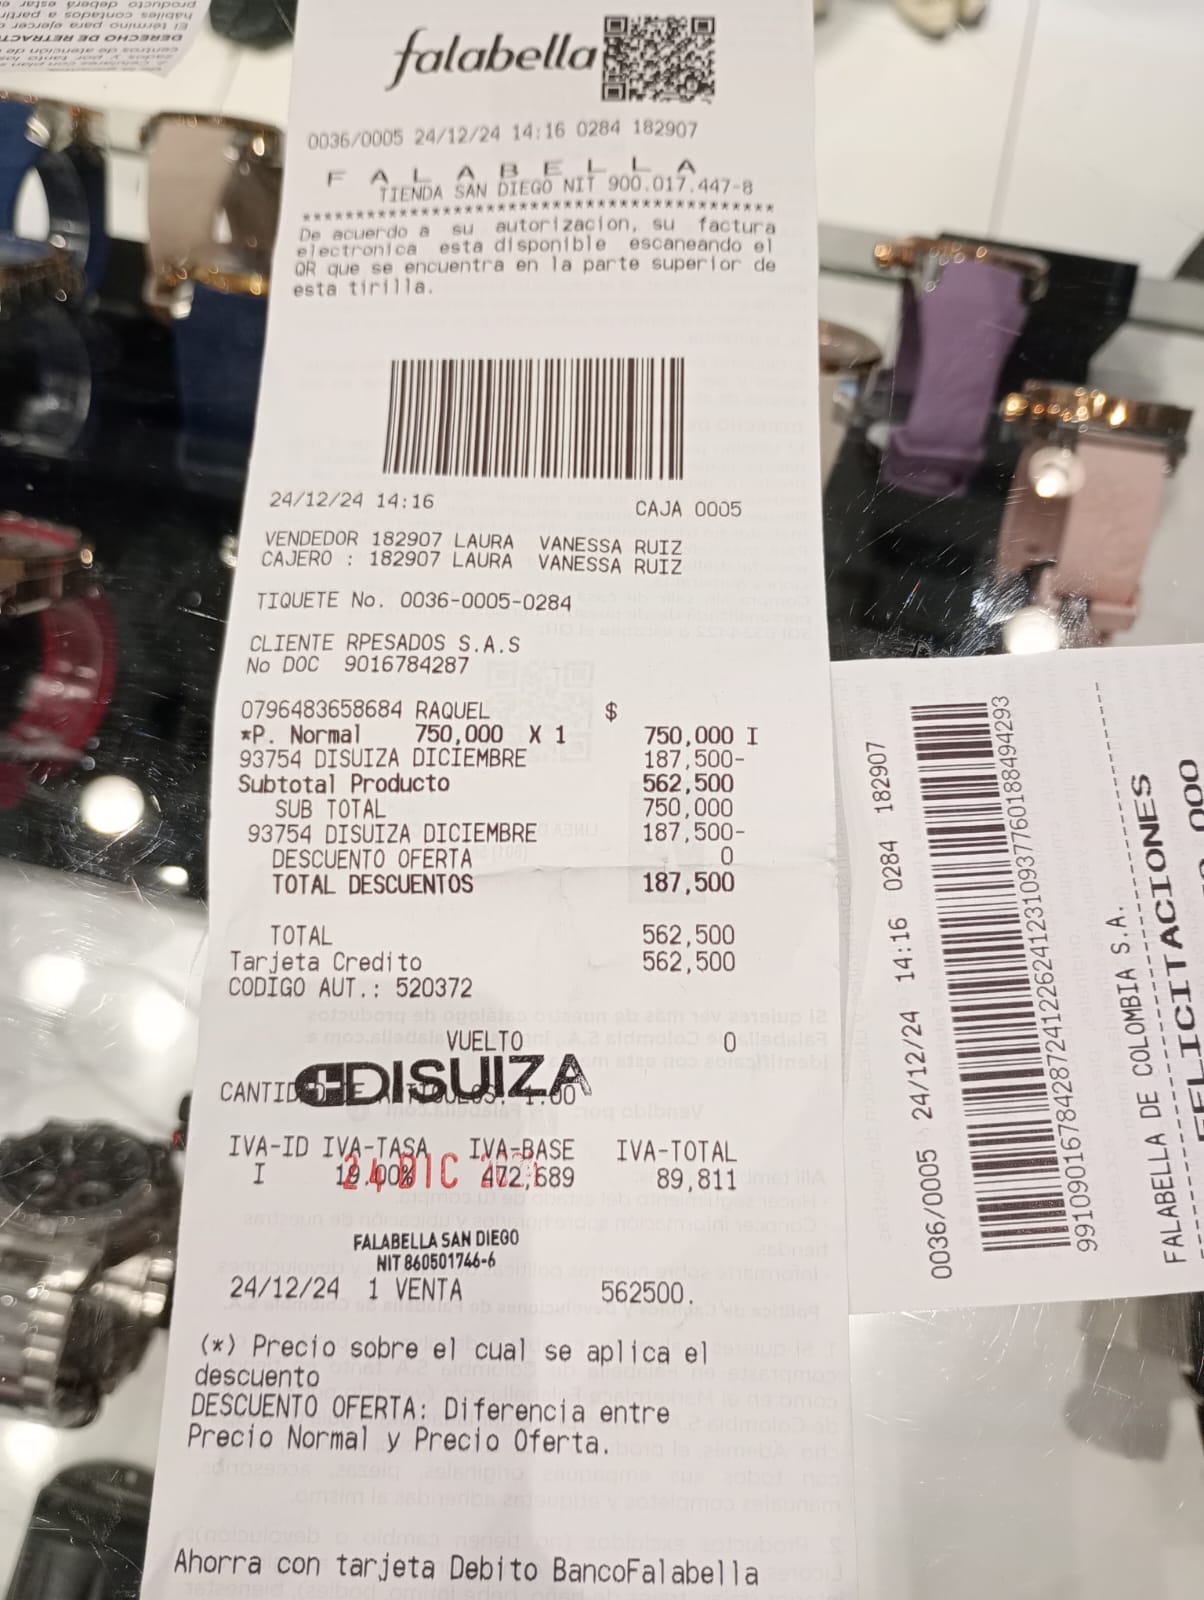 falabella
0036/0005 24/12/24 14:16 0284 182907
F A L A B E L L A
TIENDA SAN DIEGO NIT 900.017.447-8
******************************************
De acuerdo a su autorizacion, su factura
electronica esta disponible escaneando el
QR que se encuentra en la parte superior de
esta tirilla.
24/12/24 14:16 CAJA 0005
VENDEDOR 182907 LAURA VANESSA RUIZ
CAJERO : 182907 LAURA VANESSA RUIZ
TIQUETE No. 0036-0005-0284
CLIENTE RPESADOS S.A.S
No DOC 9016784287
0796483658684 RAQUEL $
*P. Normal 750,000 X 1 750,000 I
93754 DISUIZA DICIEMBRE 187,500-
Subtotal Producto 562,500
SUB TOTAL 750,000
93754 DISUIZA DICIEMBRE 187,500-
DESCUENTO OFERTA 0
TOTAL DESCUENTOS 187,500
TOTAL 562,500
Tarjeta Credito 562,500
CODIGO AUT.: 520372
VUELTO 0
DISUIZA
IVA-ID IVA-TASA IVA-BASE IVA-TOTAL
I 19.00% 472,689 89,811
24 DIC
FALABELLA SAN DIEGO
NIT 860501746-6
24/12/24 1 VENTA 562500.
(*) Precio sobre el cual se aplica el
descuento
DESCUENTO OFERTA: Diferencia entre
Precio Normal y Precio Oferta.
Ahorra con tarjeta Debito BancoFalabella
0036/0005 24/12/24 14:16 0284 182907
9910909016784287241226241231093776018849​4293
FALABELLA DE COLOMBIA S.A.
FELICITACIONES
DERECHO DE RETRACTO